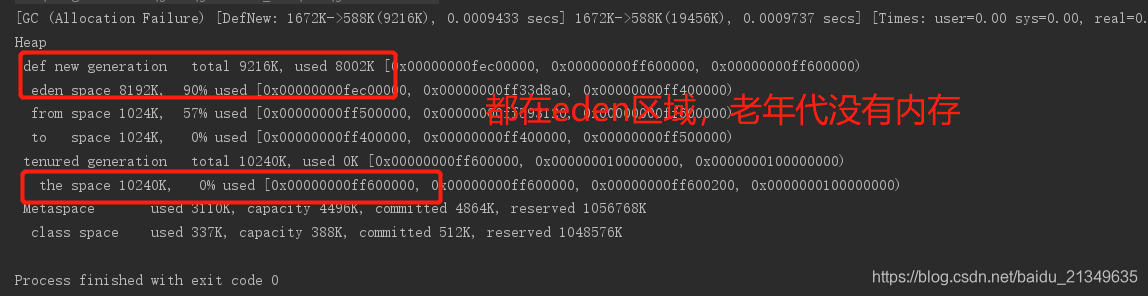 [GC (Allocation Failure) [DefNew: 1672K->588K(9216K), 0.0009433 secs] 1672K->588K(19456K), 0.0009737 secs] [Times: user=0.00 sys=0.00, real=0.
Heap
def new generation total 9216K, used 8002K [0x00000000fec00000, 0x00000000ff600000, 0x00000000ff600000)
eden space 8192K, 90% used [0x00000000fec00000, 0x00000000ff33d8a0, 0x00000000ff400000)
都在eden区域，老年代没有内存
from space 1024K, 57% used [0x00000000ff500000, 0x00000000ff600000)
to space 1024K, 0% used [0x00000000ff400000, 0x00000000ff400000, 0x00000000ff500000)
tenured generation total 10240K, used 0K [0x00000000ff600000, 0x0000000100000000, 0x0000000100000000)
the space 10240K, 0% used [0x00000000ff600000, 0x00000000ff600000, 0x00000000ff600200, 0x0000000100000000)
Metaspace used 3110K, capacity 4496K, committed 4864K, reserved 1056768K
class space used 337K, capacity 388K, committed 512K, reserved 1048576K
Process finished with exit code 0
https://blog.csdn.net/baidu_21349635